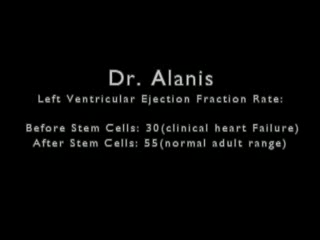 Dr. Alanis
Left Ventricular Ejection Fraction Rate:
Before Stem Cells: 30(clinical heart Failure)
After Stem Cells: 55(normal adult range)